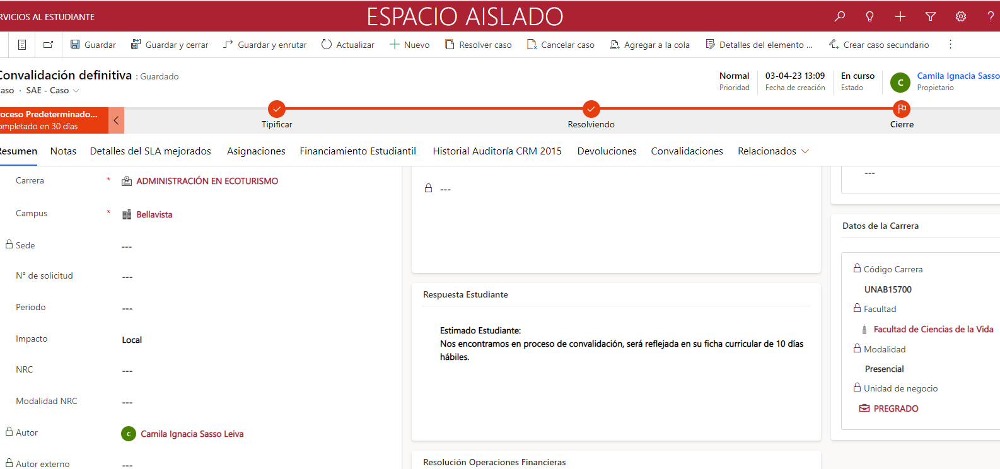 RVICIOS AL ESTUDIANTE
ESPACIO AISLADO
?
Guardar
Guardar y cerrar
Guardar y enrutar
Actualizar
Nuevo
Resolver caso
Cancelar caso
Agregar a la cola
Detalles del elemento ...
Crear caso secundario
Convalidación definitiva : Guardado
aso · SAE - Caso
Normal
Prioridad
03-04-23 13:09
Fecha de creación
En curso
Estado
C
Camila Ignacia Sasso
Propietario
roceso Predeterminado...
ompletado en 30 días
Tipificar
Resolviendo
Cierre
Resumen
Notas
Detalles del SLA mejorados
Asignaciones
Financiamiento Estudiantil
Historial Auditoría CRM 2015
Devoluciones
Convalidaciones
Relacionados
Carrera * ADMINISTRACIÓN EN ECOTURISMO
Campus * Bellavista
Sede ---
N° de solicitud ---
Periodo ---
Impacto Local
NRC ---
Modalidad NRC ---
Autor C Camila Ignacia Sasso Leiva
Autor externo ---
---
Respuesta Estudiante
Estimado Estudiante:
Nos encontramos en proceso de convalidación, será reflejada en su ficha curricular de 10 días
hábiles.
Resolución Operaciones Financieras
---
Datos de la Carrera
Código Carrera
UNAB15700
Facultad
Facultad de Ciencias de la Vida
Modalidad
Presencial
Unidad de negocio
PREGRADO